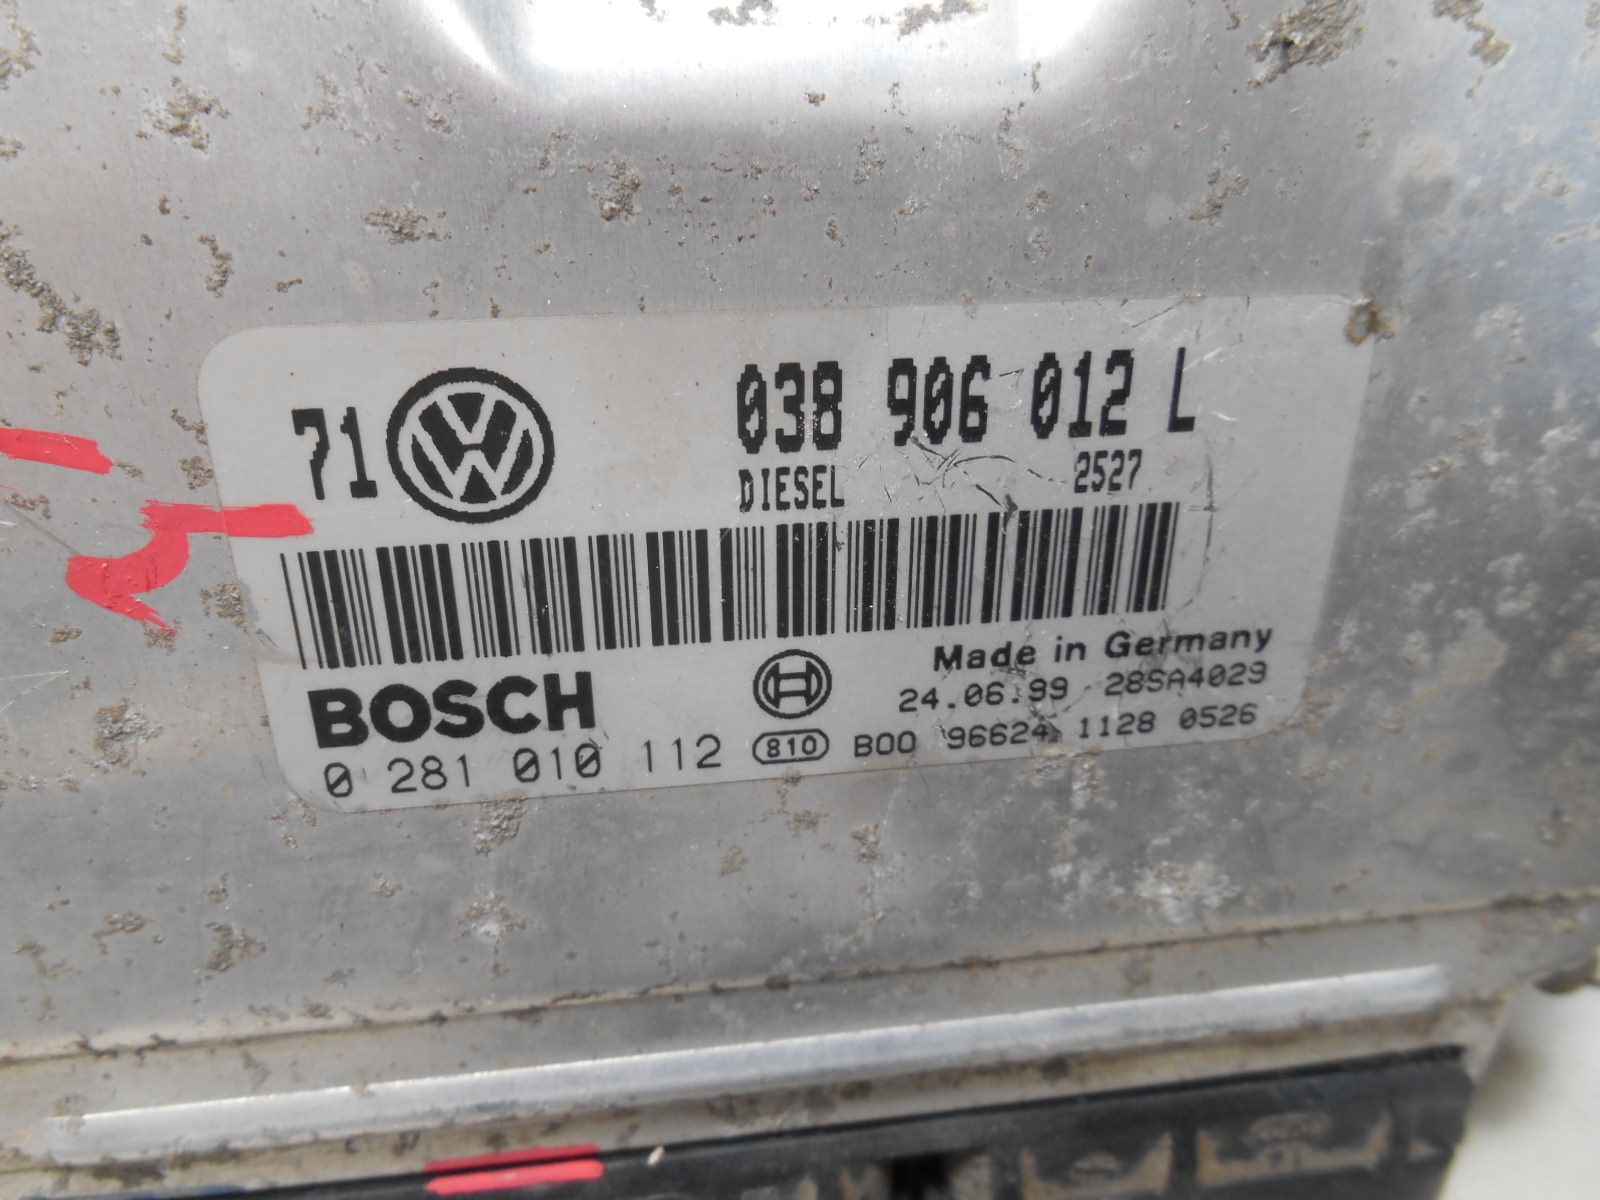 71 VW 038 906 012 L
DIESEL 2527
Made in Germany
BOSCH 24.06.99 28SA4029
0 281 010 112 810 B00 96624 1128 0526